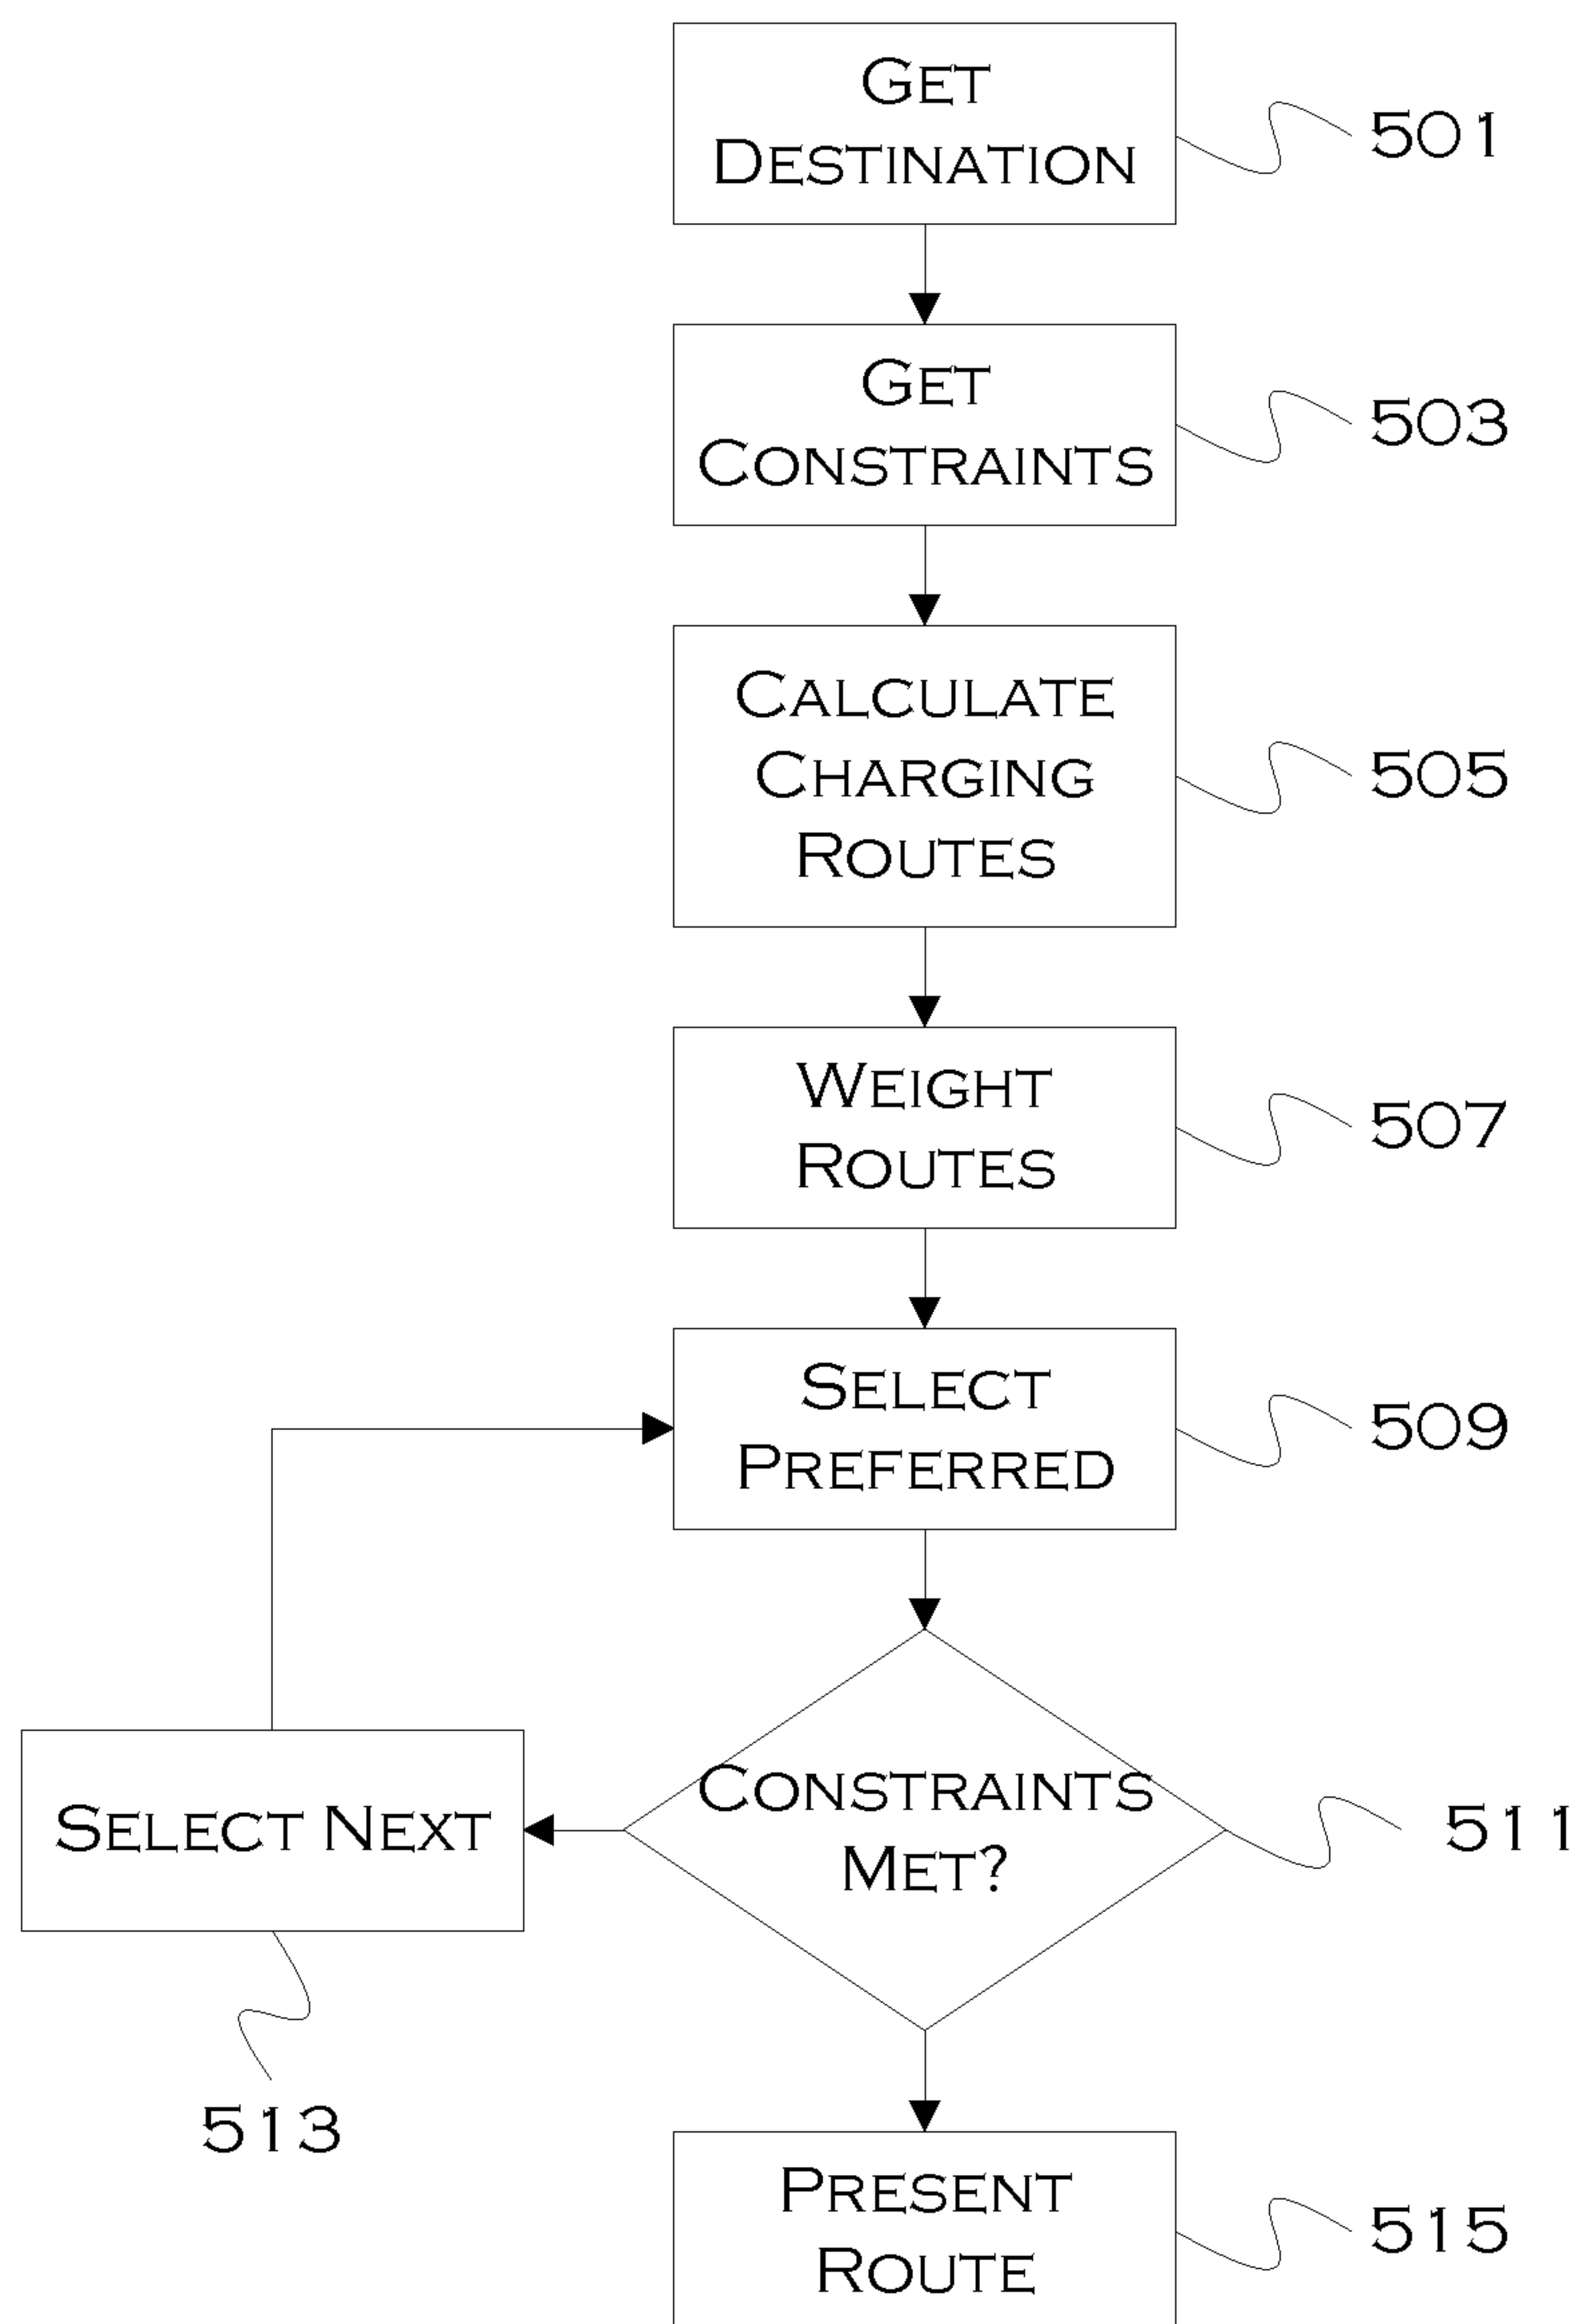 GET
DESTINATION
501
GET
CONSTRAINTS
503
CALCULATE
CHARGING
ROUTES
505
WEIGHT
ROUTES
507
SELECT
PREFERRED
509
CONSTRAINTS
MET?
511
SELECT NEXT
513
PRESENT
ROUTE
515